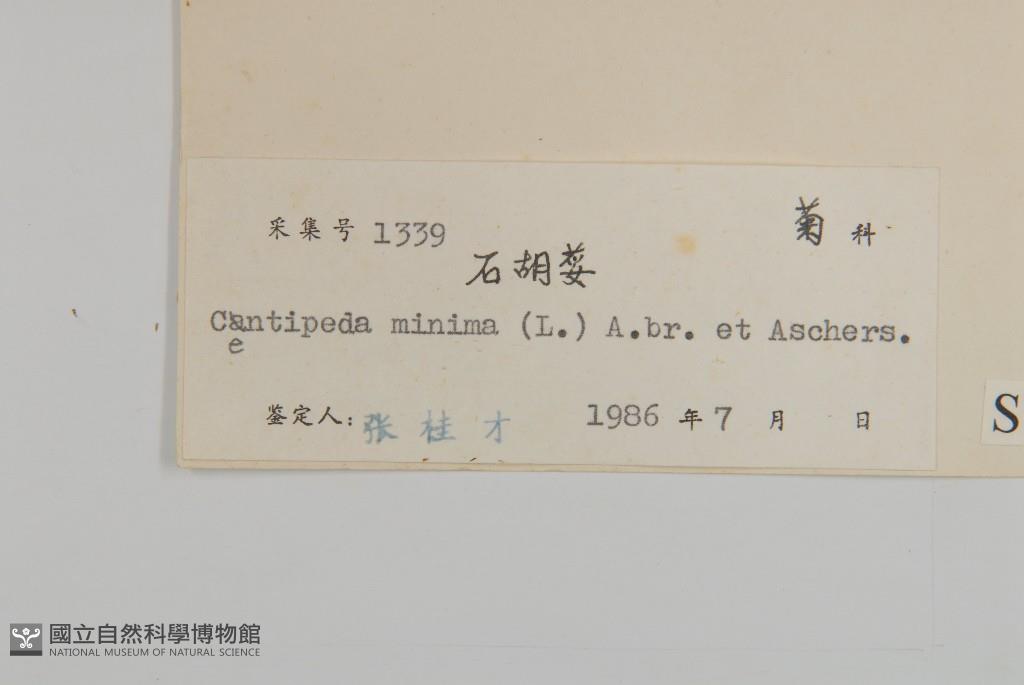 采集号 1339 菊 科
石胡荽
Cantipeda minima (L.) A.br. et Aschers.
e
鉴定人: 张桂才 1986 年 7 月 日
S
國立自然科學博物館
NATIONAL MUSEUM OF NATURAL SCIENCE